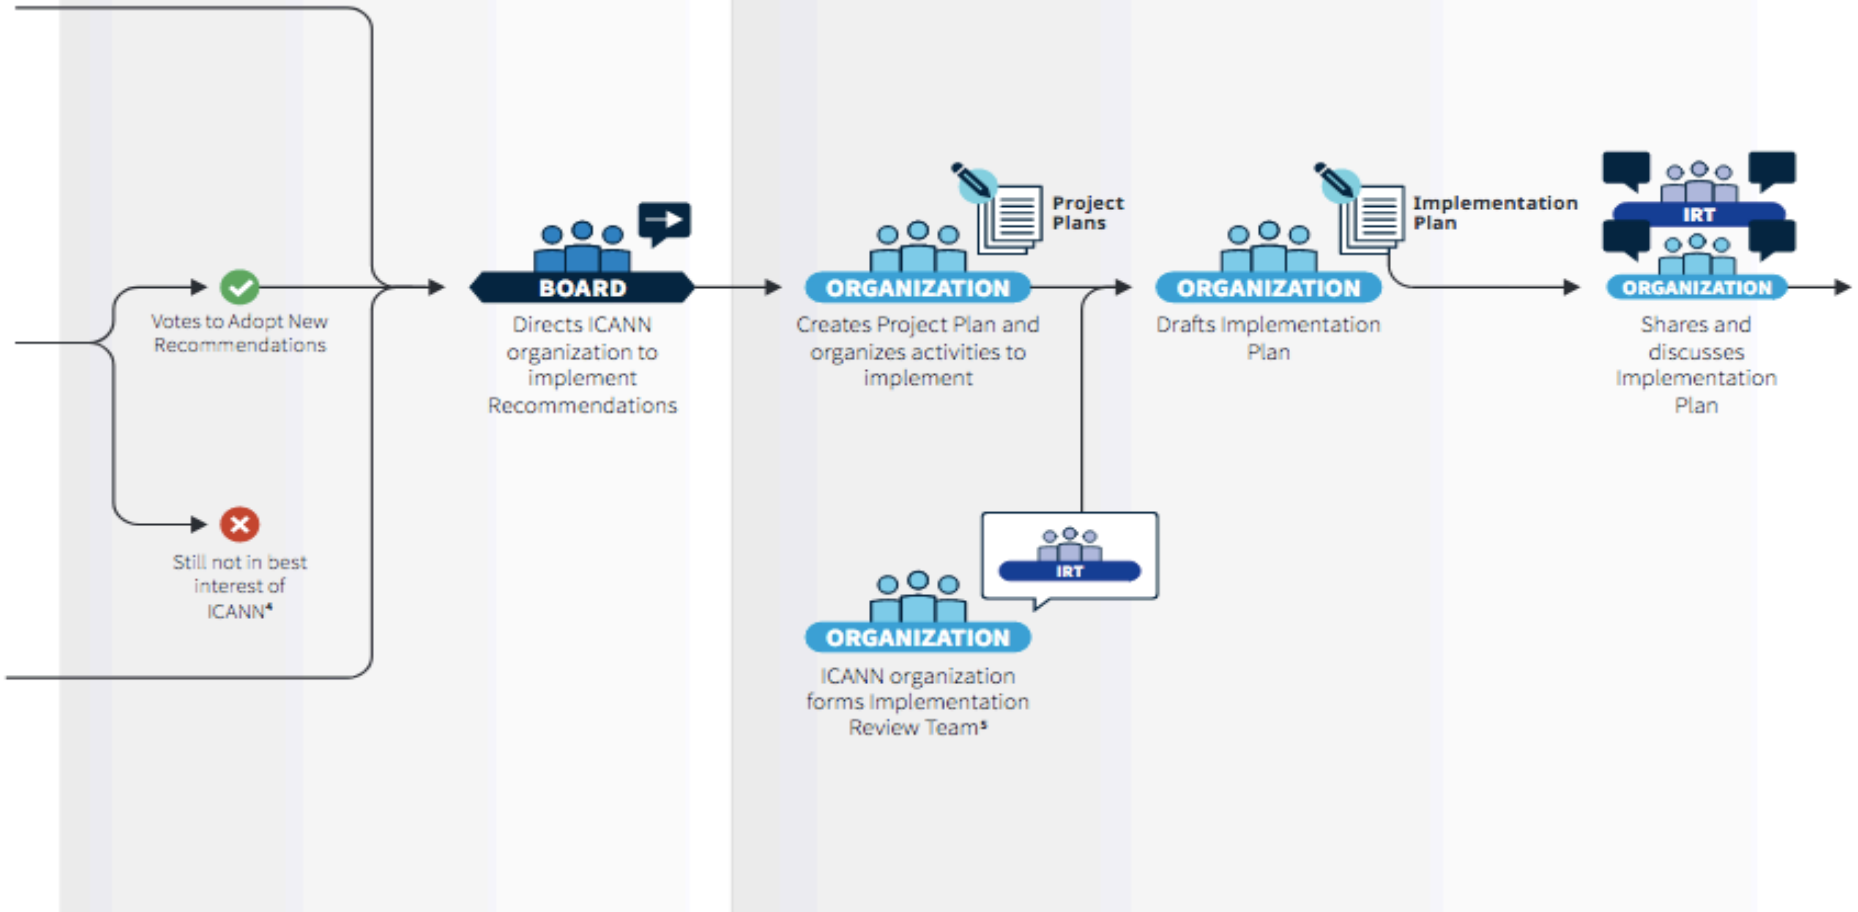 Votes to Adopt New
Recommendations
Still not in best
interest of
ICANN⁴
BOARD
Directs ICANN
organization to
implement
Recommendations
Project
Plans
ORGANIZATION
Creates Project Plan and
organizes activities to
implement
IRT
ORGANIZATION
ICANN organization
forms Implementation
Review Team⁵
Implementation
Plan
ORGANIZATION
Drafts Implementation
Plan
IRT
ORGANIZATION
Shares and
discusses
Implementation
Plan